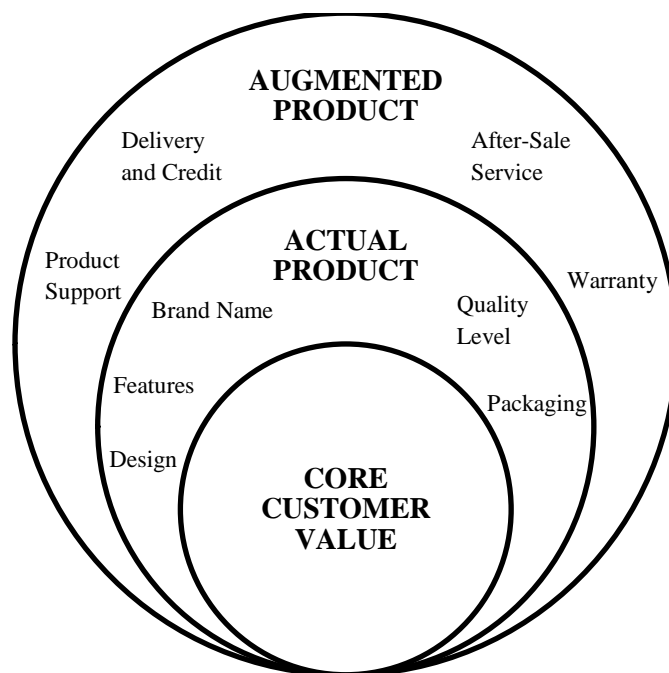 AUGMENTED
PRODUCT
Delivery
and Credit
After-Sale
Service
Product
Support
Warranty
ACTUAL
PRODUCT
Brand Name
Quality
Level
Features
Packaging
Design
CORE
CUSTOMER
VALUE